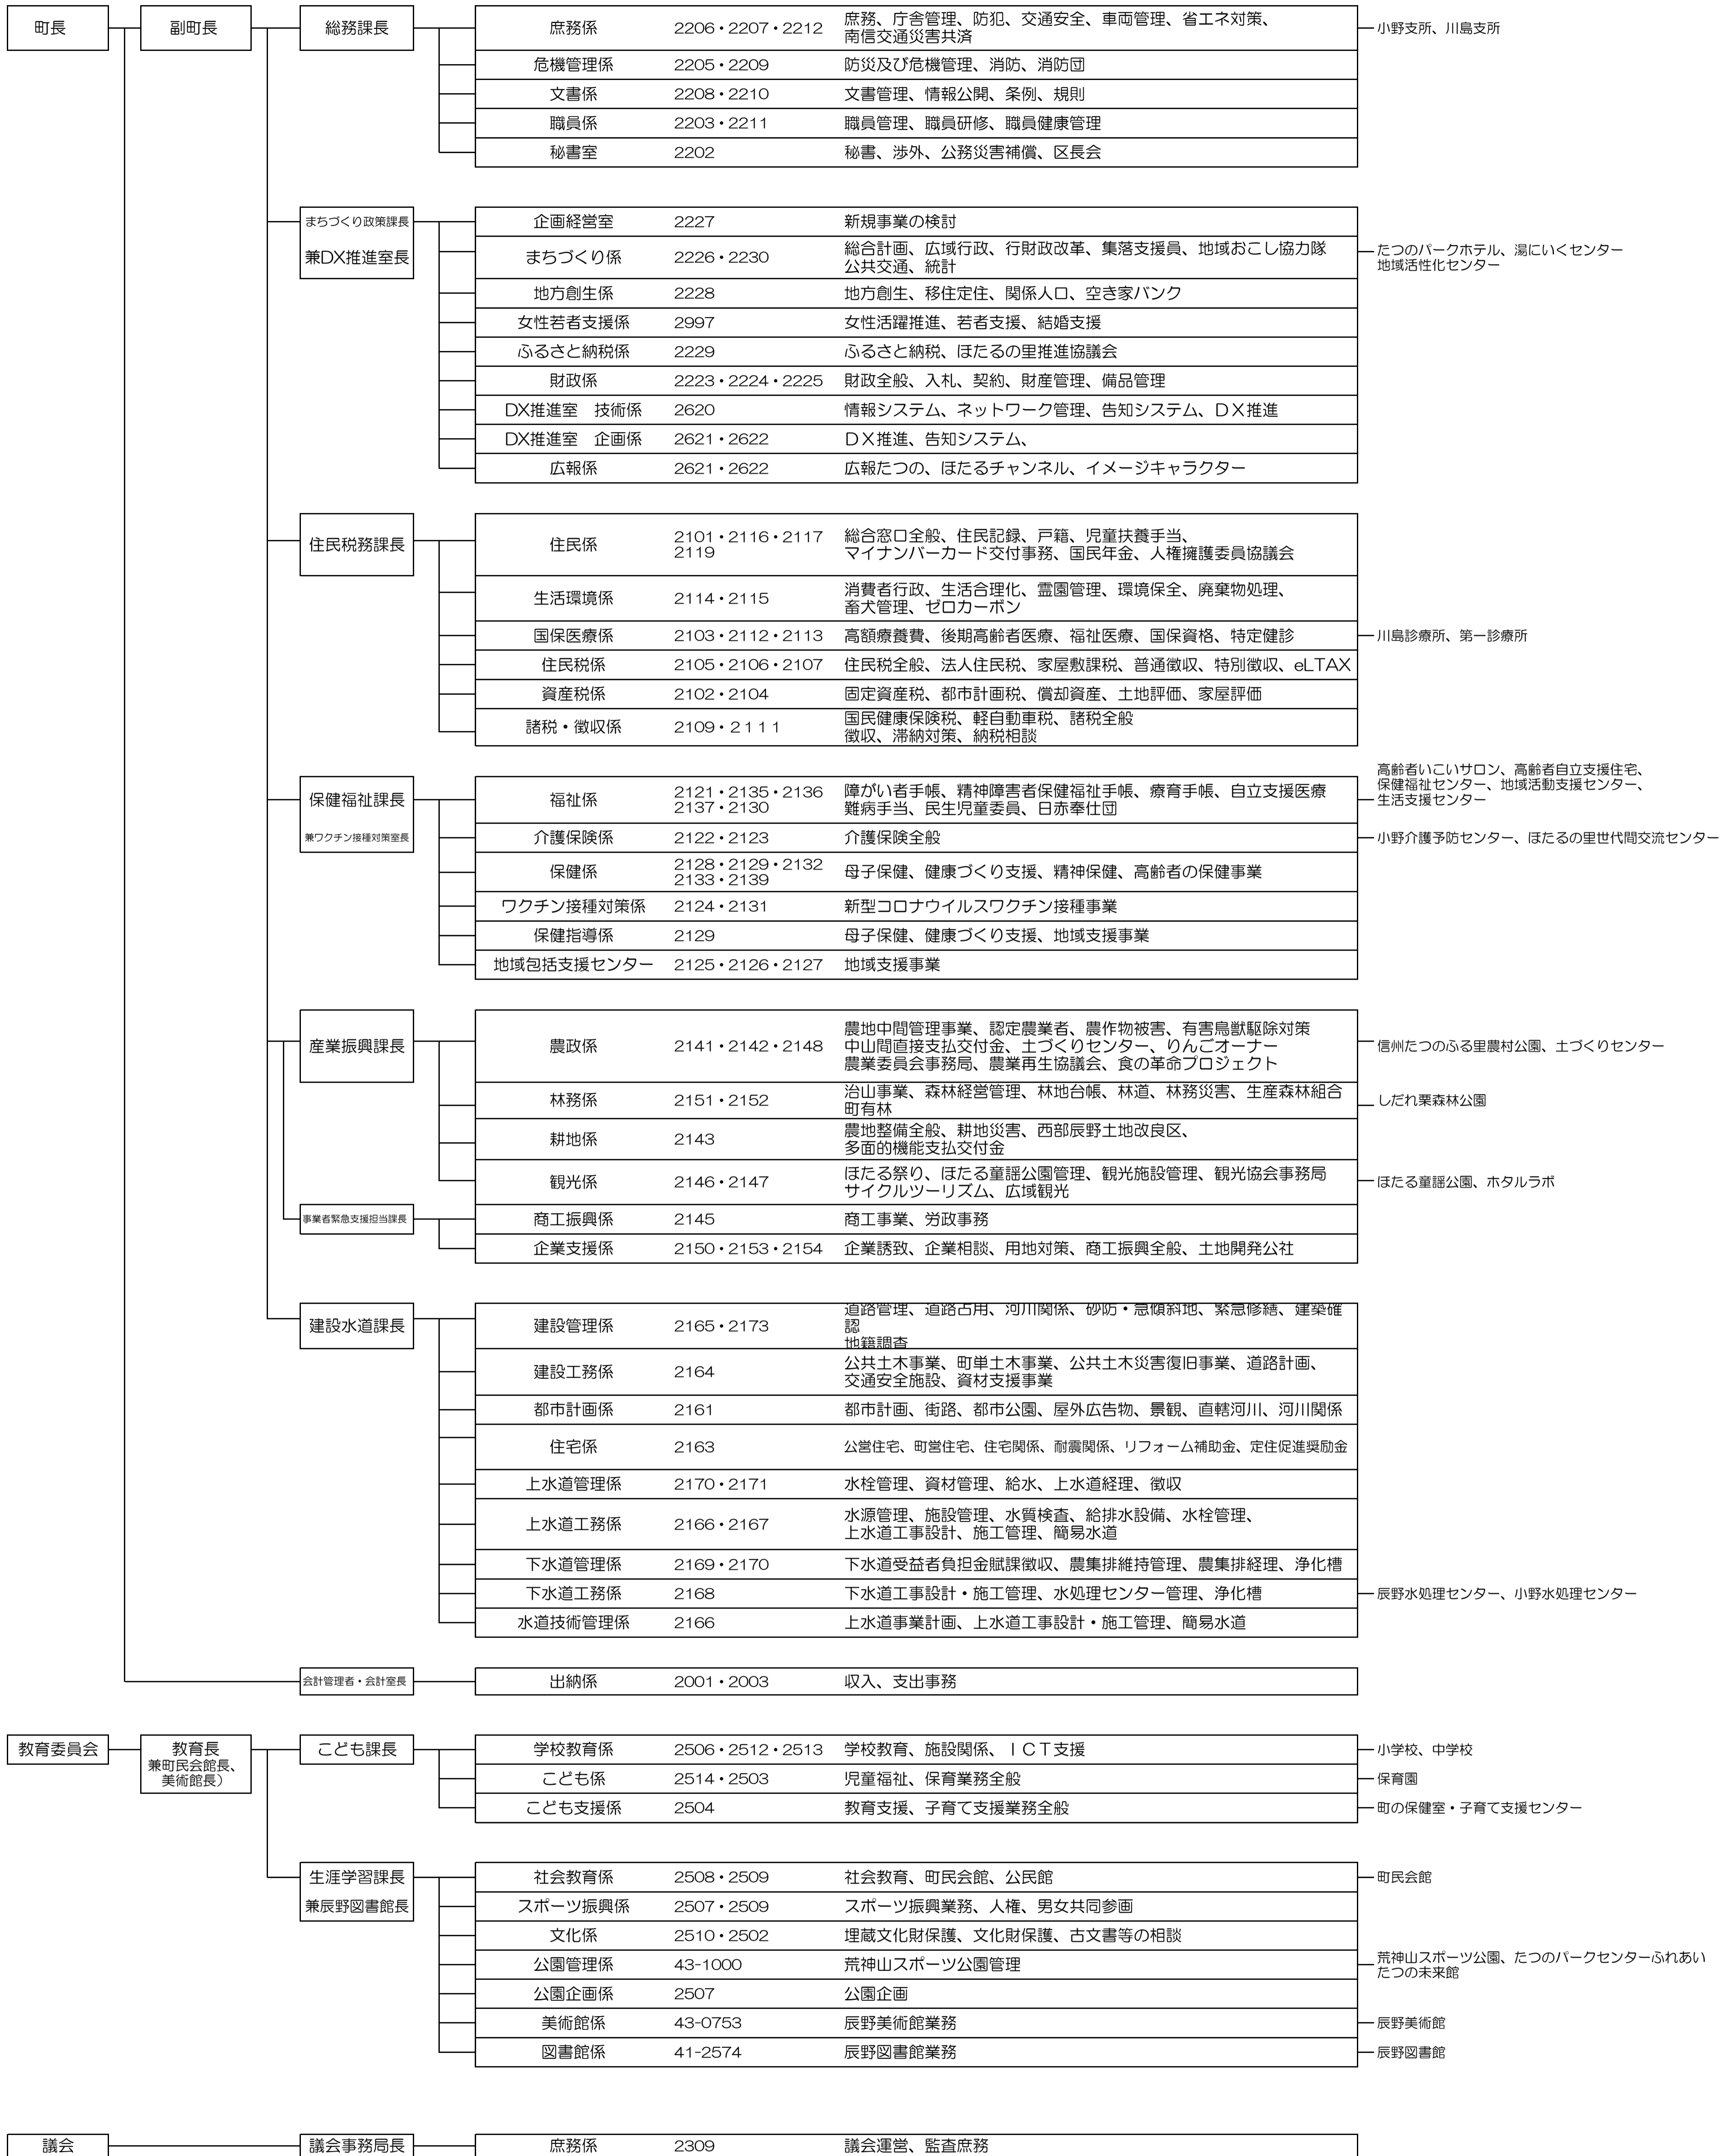 町長
副町長
総務課長
庶務係 2206・2207・2212 庶務、庁舎管理、防犯、交通安全、車両管理、省エネ対策、
南信交通災害共済
小野支所、川島支所
危機管理係 2205・2209 防災及び危機管理、消防、消防団
文書係 2208・2210 文書管理、情報公開、条例、規則
職員係 2203・2211 職員管理、職員研修、職員健康管理
秘書室 2202 秘書、渉外、公務災害補償、区長会
まちづくり政策課長
兼DX推進室長
企画経営室 2227 新規事業の検討
まちづくり係 2226・2230 総合計画、広域行政、行財政改革、集落支援員、地域おこし協力隊
公共交通、統計
たつのパークホテル、湯にいくセンター
地域活性化センター
地方創生係 2228 地方創生、移住定住、関係人口、空き家バンク
女性若者支援係 2997 女性活躍推進、若者支援、結婚支援
ふるさと納税係 2229 ふるさと納税、ほたるの里推進協議会
財政係 2223・2224・2225 財政全般、入札、契約、財産管理、備品管理
DX推進室 技術係 2620 情報システム、ネットワーク管理、告知システム、DX推進
DX推進室 企画係 2621・2622 DX推進、告知システム、
広報係 2621・2622 広報たつの、ほたるチャンネル、イメージキャラクター
住民税務課長
住民係 2101・2116・2117 総合窓口全般、住民記録、戸籍、児童扶養手当、
2119 マイナンバーカード交付事務、国民年金、人権擁護委員協議会
生活環境係 2114・2115 消費者行政、生活合理化、霊園管理、環境保全、廃棄物処理、
畜犬管理、ゼロカーボン
国保医療係 2103・2112・2113 高額療養費、後期高齢者医療、福祉医療、国保資格、特定健診
川島診療所、第一診療所
住民税係 2105・2106・2107 住民税全般、法人住民税、家屋敷課税、普通徴収、特別徴収、eLTAX
資産税係 2102・2104 固定資産税、都市計画税、償却資産、土地評価、家屋評価
諸税・徴収係 2109・2111 国民健康保険税、軽自動車税、諸税全般
徴収、滞納対策、納税相談
保健福祉課長
兼ワクチン接種対策室長
福祉係 2121・2135・2136 障がい者手帳、精神障害者保健福祉手帳、療育手帳、自立支援医療
2137・2130 難病手当、民生児童委員、日赤奉仕団
高齢者いこいサロン、高齢者自立支援住宅、
保健福祉センター、地域活動支援センター、
生活支援センター
介護保険係 2122・2123 介護保険全般
小野介護予防センター、ほたるの里世代間交流センター
保健係 2128・2129・2132 母子保健、健康づくり支援、精神保健、高齢者の保健事業
2133・2139
ワクチン接種対策係 2124・2131 新型コロナウイルスワクチン接種事業
保健指導係 2129 母子保健、健康づくり支援、地域支援事業
地域包括支援センター 2125・2126・2127 地域支援事業
産業振興課長
農政係 2141・2142・2148 農地中間管理事業、認定農業者、農作物被害、有害鳥獣駆除対策
中山間直接支払交付金、土づくりセンター、りんごオーナー
農業委員会事務局、農業再生協議会、食の革命プロジェクト
信州たつのふる里農村公園、土づくりセンター
林務係 2151・2152 治山事業、森林経営管理、林地台帳、林道、林務災害、生産森林組合
町有林
しだれ栗森林公園
耕地係 2143 農地整備全般、耕地災害、西部辰野土地改良区、
多面的機能支払交付金
観光係 2146・2147 ほたる祭り、ほたる童謡公園管理、観光施設管理、観光協会事務局
サイクルツーリズム、広域観光
ほたる童謡公園、ホタルラボ
事業者緊急支援担当課長
商工振興係 2145 商工事業、労政事務
企業支援係 2150・2153・2154 企業誘致、企業相談、用地対策、商工振興全般、土地開発公社
建設水道課長
建設管理係 2165・2173 道路管理、道路占用、河川関係、砂防・急傾斜地、緊急修繕、建築確
認
地籍調査
建設工務係 2164 公共土木事業、町単土木事業、公共土木災害復旧事業、道路計画、
交通安全施設、資材支援事業
都市計画係 2161 都市計画、街路、都市公園、屋外広告物、景観、直轄河川、河川関係
住宅係 2163 公営住宅、町営住宅、住宅関係、耐震関係、リフォーム補助金、定住促進奨励金
上水道管理係 2170・2171 水栓管理、資材管理、給水、上水道経理、徴収
上水道工務係 2166・2167 水源管理、施設管理、水質検査、給排水設備、水栓管理、
上水道工事設計、施工管理、簡易水道
下水道管理係 2169・2170 下水道受益者負担金賦課徴収、農集排維持管理、農集排経理、浄化槽
下水道工務係 2168 下水道工事設計・施工管理、水処理センター管理、浄化槽
辰野水処理センター、小野水処理センター
水道技術管理係 2166 上水道事業計画、上水道工事設計・施工管理、簡易水道
会計管理者・会計室長
出納係 2001・2003 収入、支出事務
教育委員会
教育長
兼町民会館長、
美術館長）
こども課長
学校教育係 2506・2512・2513 学校教育、施設関係、ICT支援
小学校、中学校
こども係 2514・2503 児童福祉、保育業務全般
保育園
こども支援係 2504 教育支援、子育て支援業務全般
町の保健室・子育て支援センター
生涯学習課長
兼辰野図書館長
社会教育係 2508・2509 社会教育、町民会館、公民館
町民会館
スポーツ振興係 2507・2509 スポーツ振興業務、人権、男女共同参画
文化係 2510・2502 埋蔵文化財保護、文化財保護、古文書等の相談
公園管理係 43-1000 荒神山スポーツ公園管理
荒神山スポーツ公園、たつのパークセンターふれあい
たつの未来館
公園企画係 2507 公園企画
美術館係 43-0753 辰野美術館業務
辰野美術館
図書館係 41-2574 辰野図書館業務
辰野図書館
議会
議会事務局長
庶務係 2309 議会運営、監査庶務